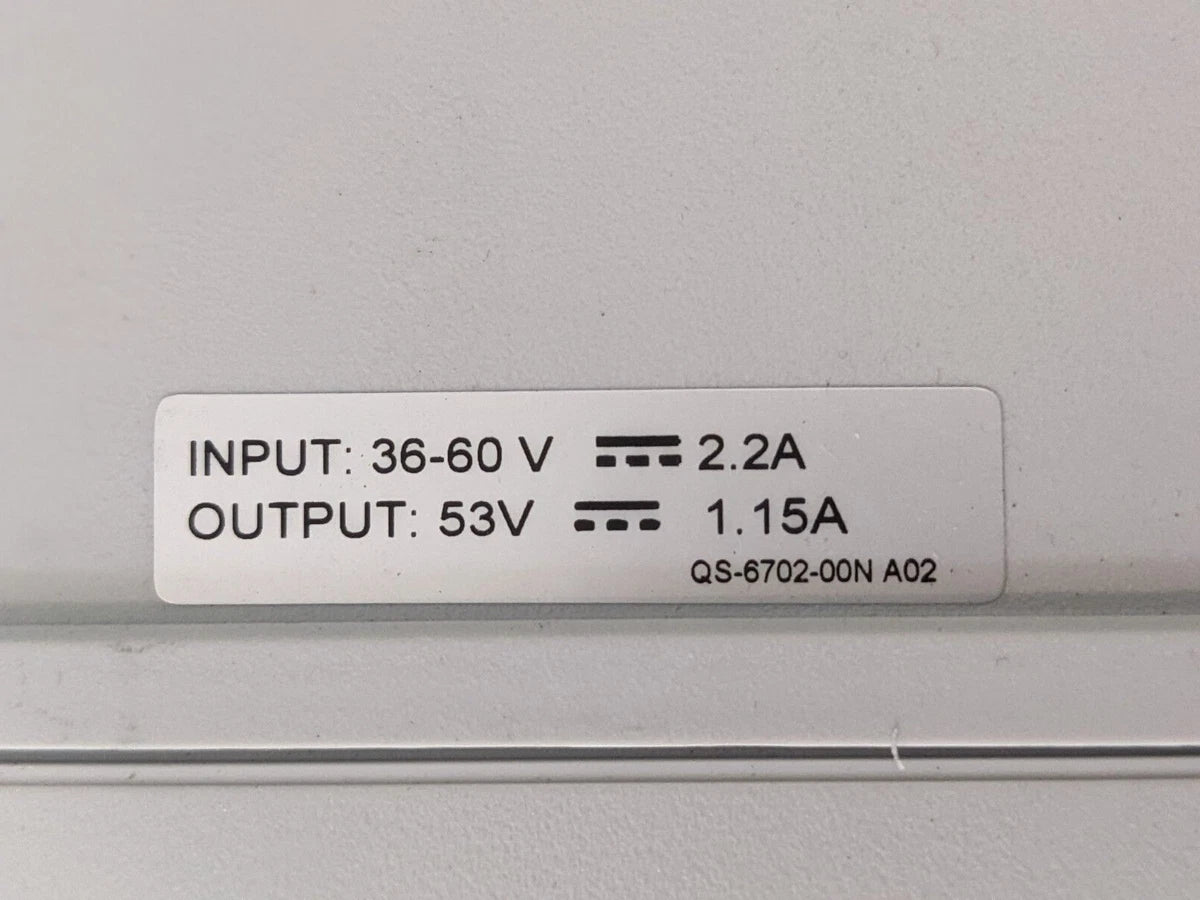 INPUT: 36-60 V ⎓ 2.2A
OUTPUT: 53V ⎓ 1.15A
QS-6702-00N A02